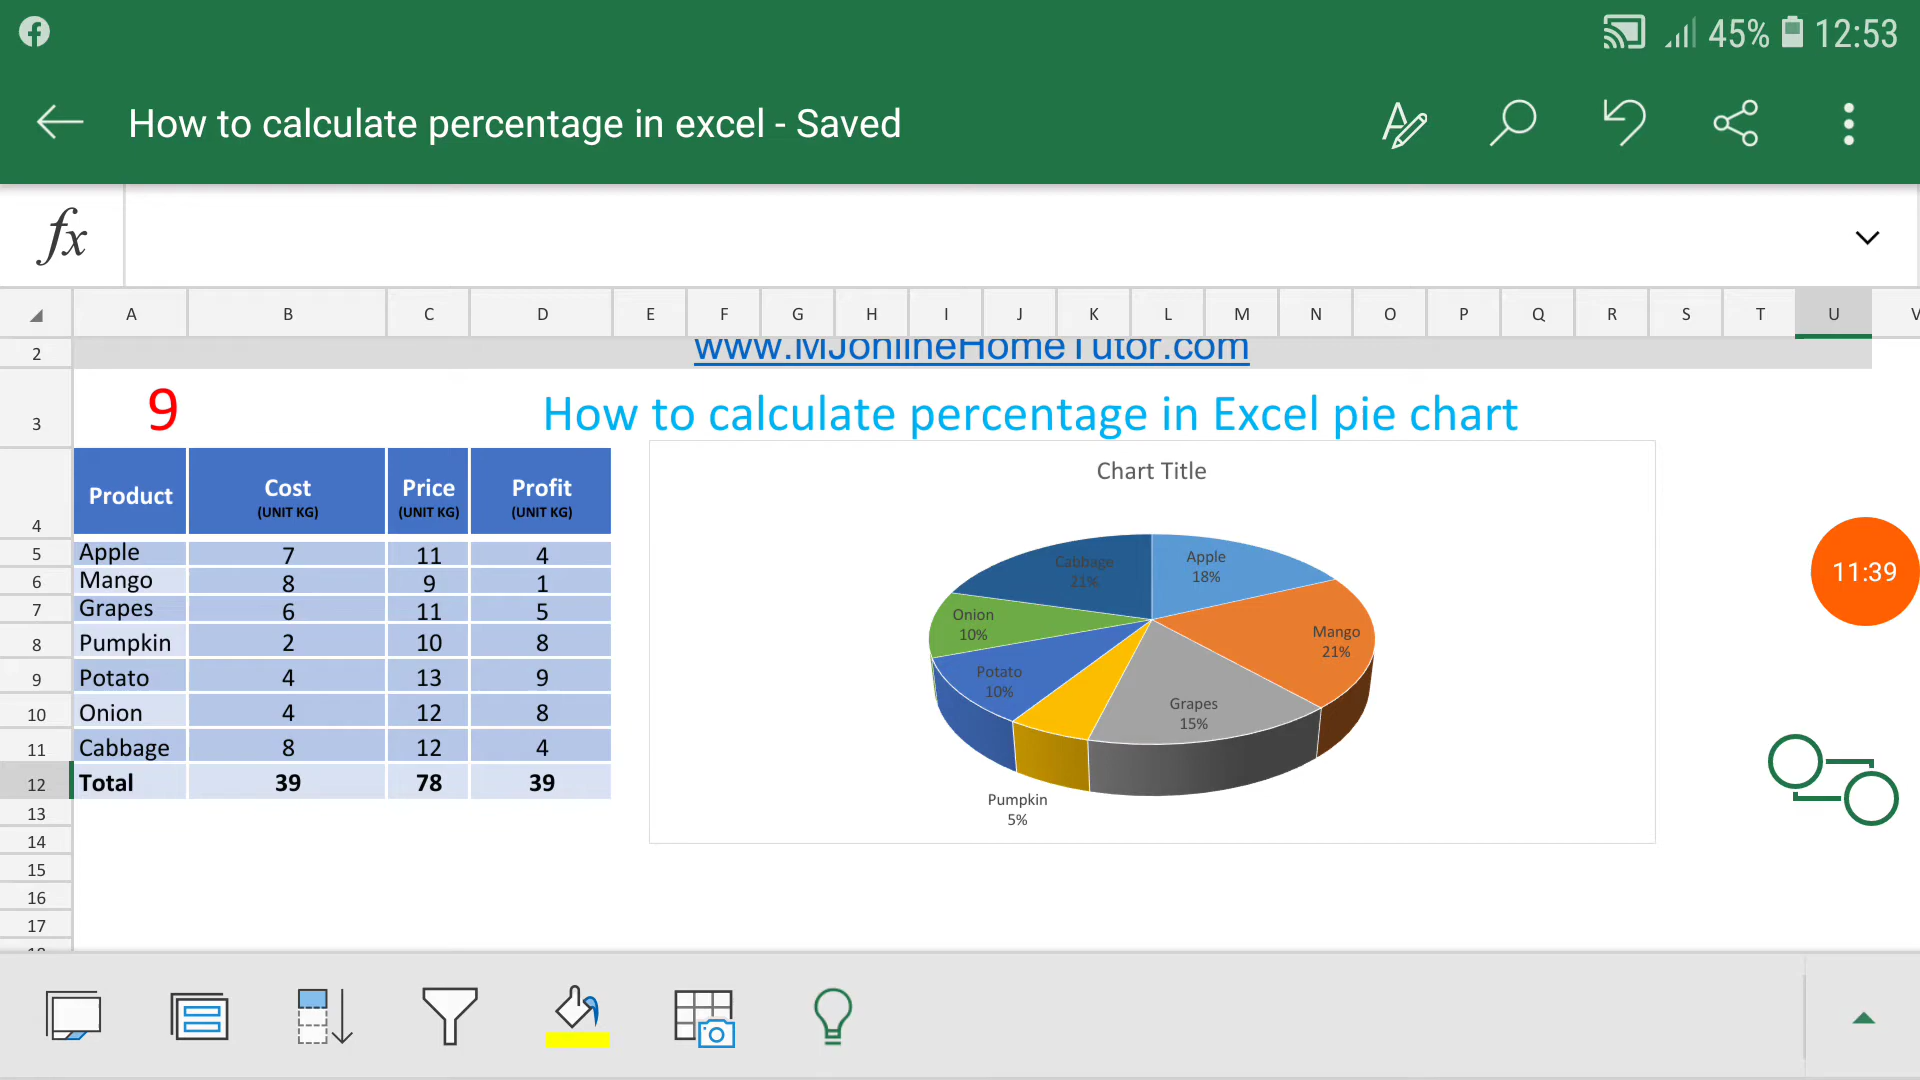 45% 12:53
How to calculate percentage in excel - Saved
fx
A B C D E F G H I J K L M N O P Q R S T U V
2 www.MJonlineHomeTutor.com
3 9 How to calculate percentage in Excel pie chart
4 Product Cost (UNIT KG) Price (UNIT KG) Profit (UNIT KG)
5 Apple 7 11 4
6 Mango 8 9 1
7 Grapes 6 11 5
8 Pumpkin 2 10 8
9 Potato 4 13 9
10 Onion 4 12 8
11 Cabbage 8 12 4
12 Total 39 78 39
13
14
15
16
17
Chart Title
Cabbage
21%
Apple
18%
Onion
10%
Mango
21%
Potato
10%
Grapes
15%
Pumpkin
5%
11:39